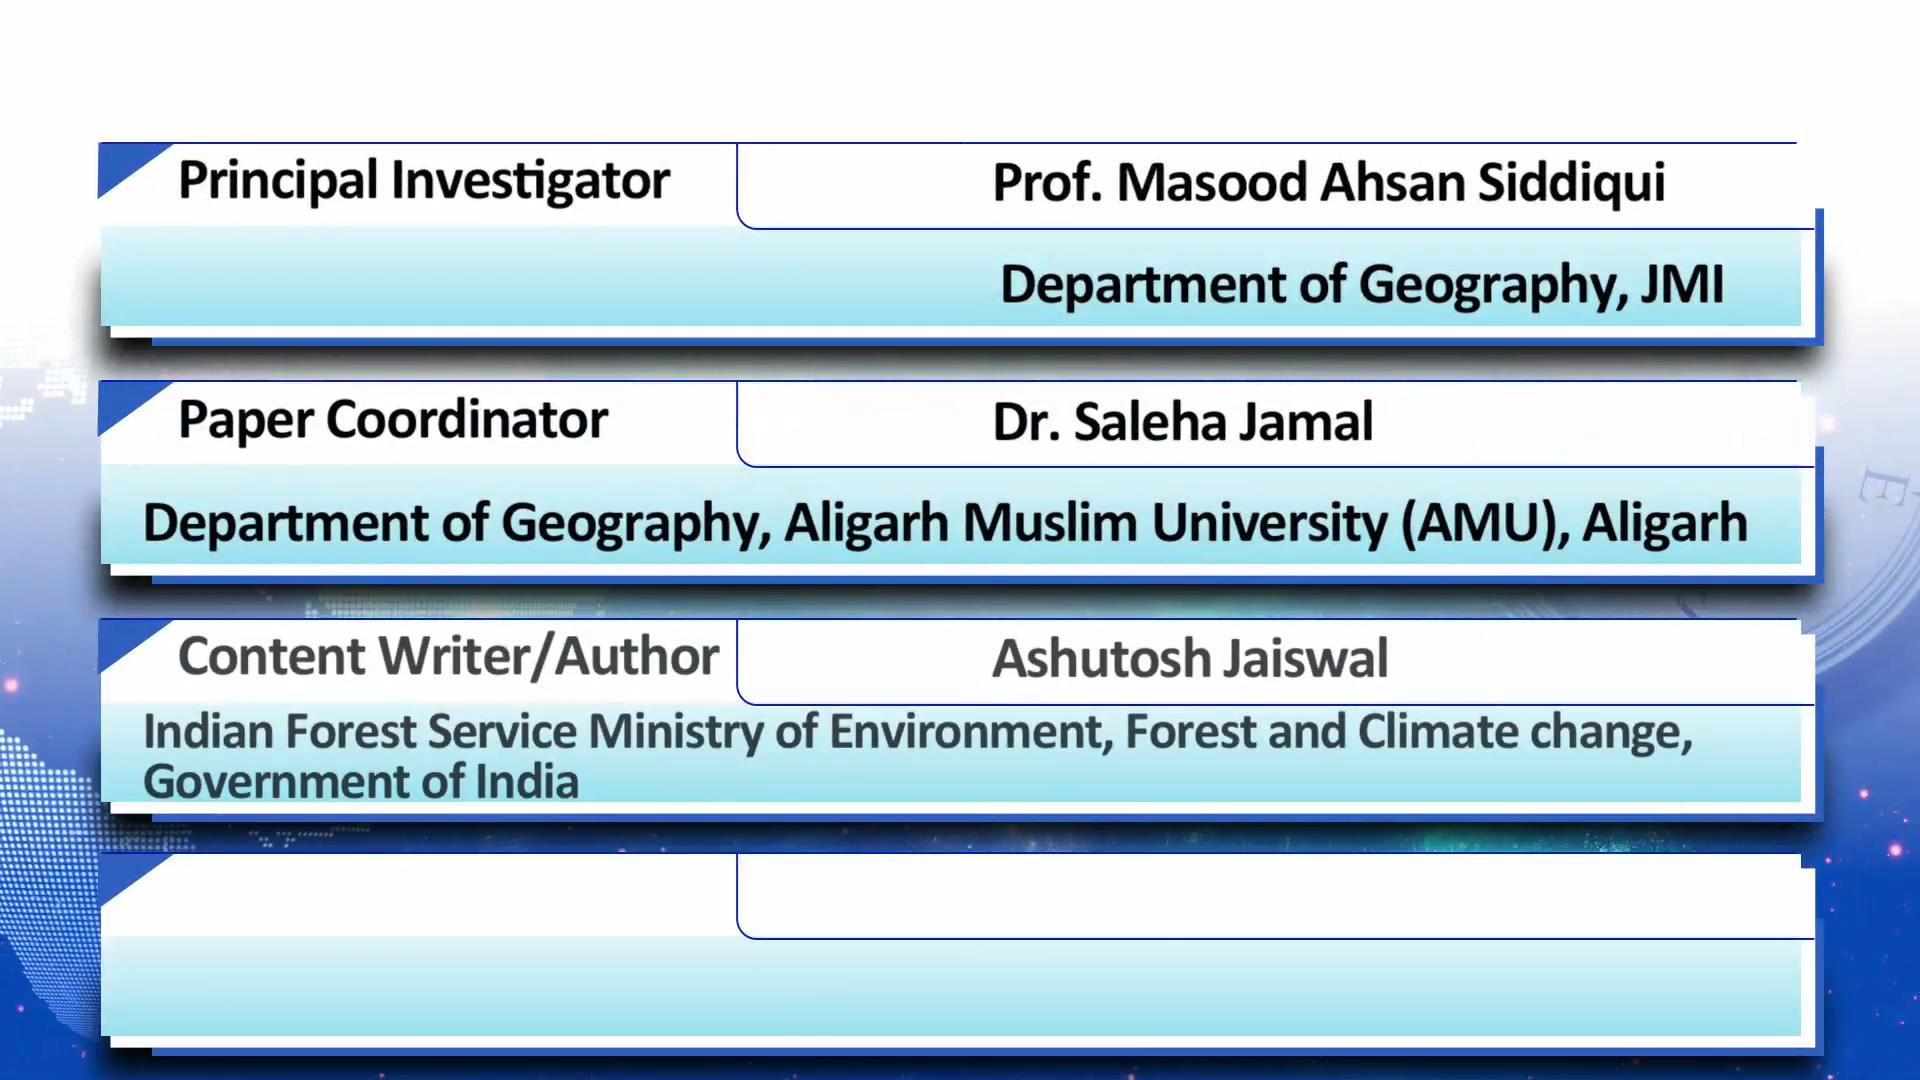 Principal Investigator
Prof. Masood Ahsan Siddiqui
Department of Geography, JMI
Paper Coordinator
Dr. Saleha Jamal
Department of Geography, Aligarh Muslim University (AMU), Aligarh
Content Writer/Author
Ashutosh Jaiswal
Indian Forest Service Ministry of Environment, Forest and Climate change,
Government of India